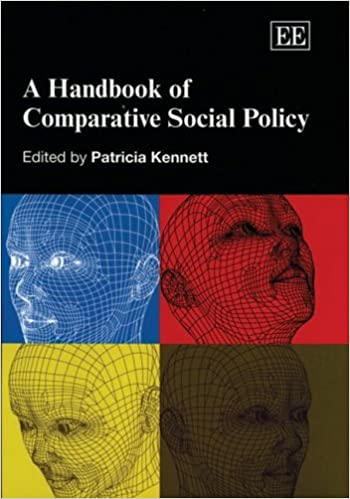 EE
A Handbook of
Comparative Social Policy
Edited by Patricia Kennett